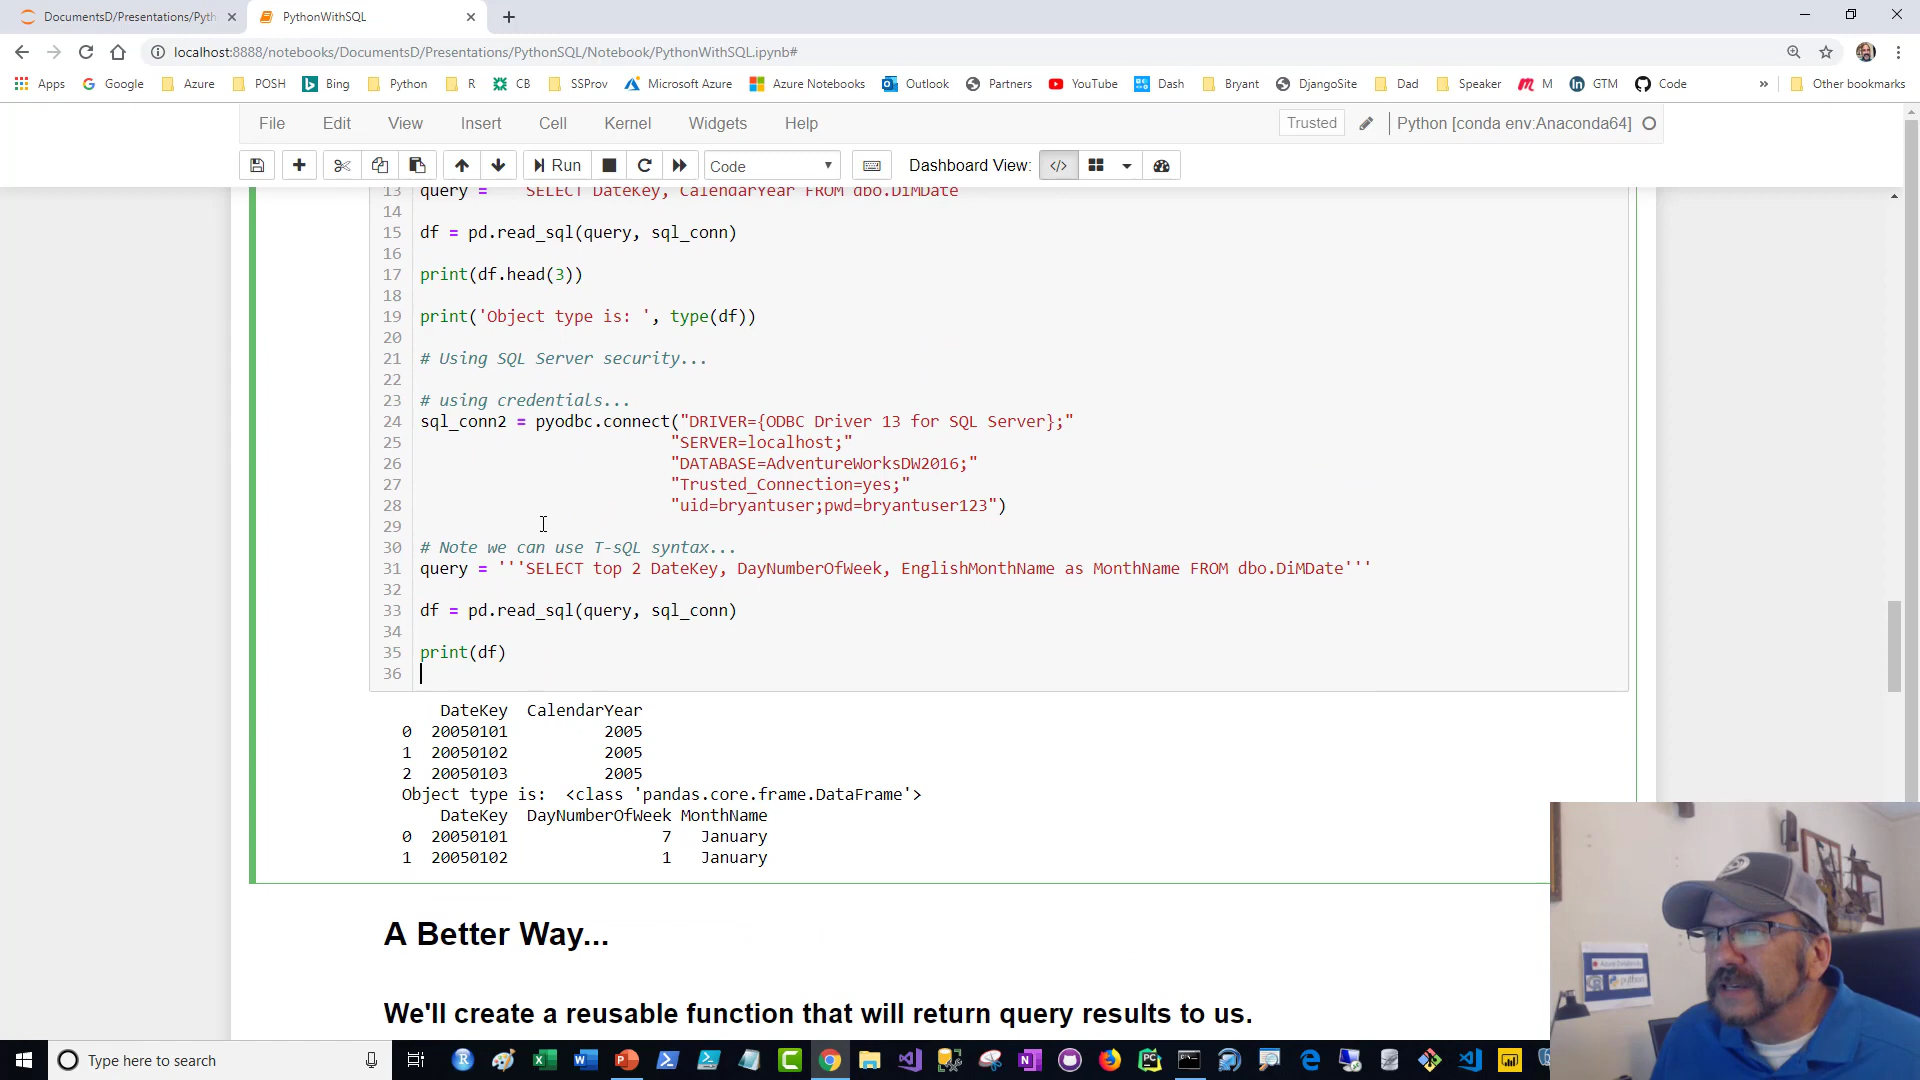 DocumentsD/Presentations/Pyth
PythonWithSQL
localhost:8888/notebooks/DocumentsD/Presentations/PythonSQL/Notebook/PythonWithSQL.ipynb#
Apps Google Azure POSH Bing Python R CB SSProv Microsoft Azure Azure Notebooks Outlook Partners YouTube Dash Bryant DjangoSite Dad Speaker M GTM Code » Other bookmarks
File Edit View Insert Cell Kernel Widgets Help Trusted Python [conda env:Anaconda64]
Run Code Dashboard View:
13 query = SELECT DateKey, CalendarYear FROM dbo.DiMDate
14
15 df = pd.read_sql(query, sql_conn)
16
17 print(df.head(3))
18
19 print('Object type is: ', type(df))
20
21 # Using SQL Server security...
22
23 # using credentials...
24 sql_conn2 = pyodbc.connect("DRIVER={ODBC Driver 13 for SQL Server};"
25 "SERVER=localhost;"
26 "DATABASE=AdventureWorksDW2016;"
27 "Trusted_Connection=yes;"
28 "uid=bryantuser;pwd=bryantuser123")
29
30 # Note we can use T-sQL syntax...
31 query = '''SELECT top 2 DateKey, DayNumberOfWeek, EnglishMonthName as MonthName FROM dbo.DiMDate'''
32
33 df = pd.read_sql(query, sql_conn)
34
35 print(df)
36
DateKey CalendarYear
0 20050101 2005
1 20050102 2005
2 20050103 2005
Object type is: <class 'pandas.core.frame.DataFrame'>
DateKey DayNumberOfWeek MonthName
0 20050101 7 January
1 20050102 1 January
A Better Way...
We'll create a reusable function that will return query results to us.
python
Type here to search